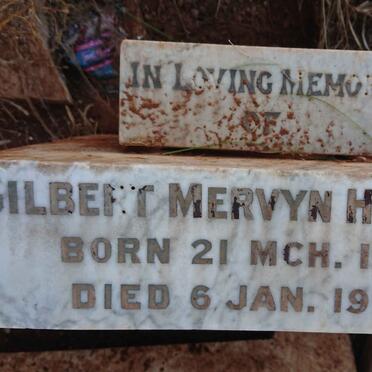 IN LOVING MEMO
OF
GILBERT MERVYN H
BORN 21 MCH. 1
DIED 6 JAN. 19